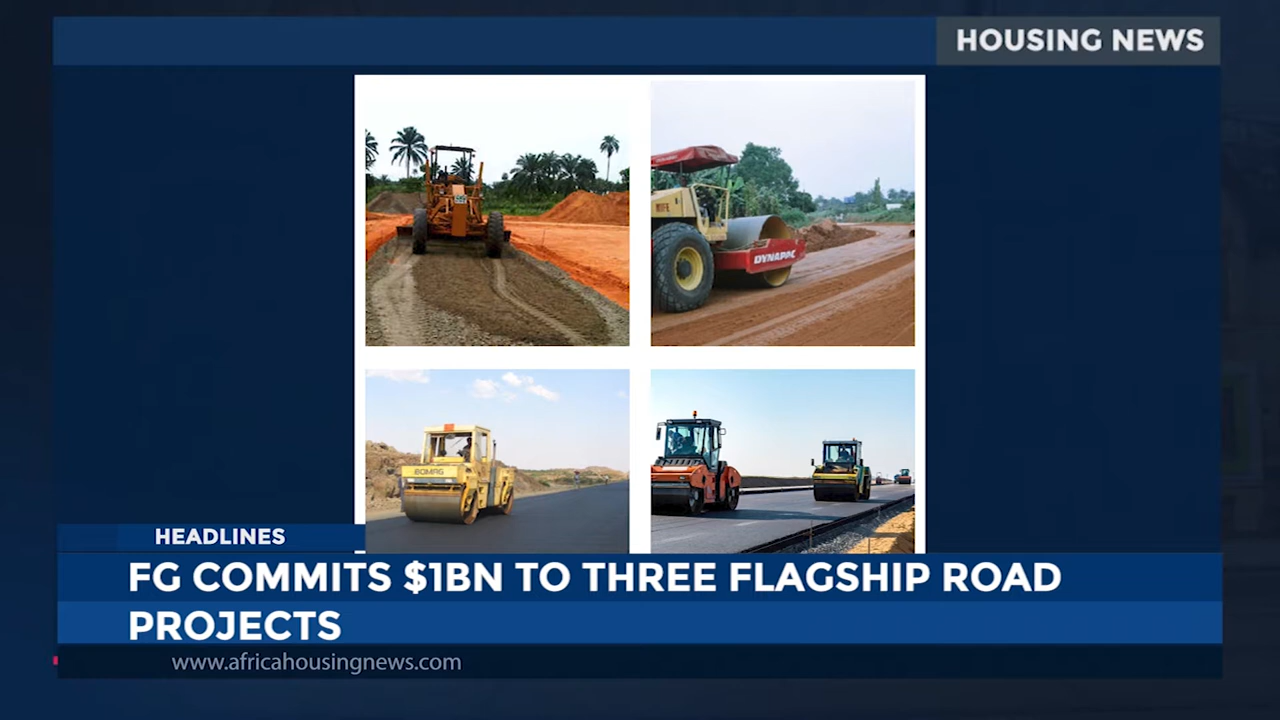 HOUSING NEWS
DYNAPAC
BOMAG
HEADLINES
FG COMMITS $1BN TO THREE FLAGSHIP ROAD
PROJECTS
www.africahousingnews.com